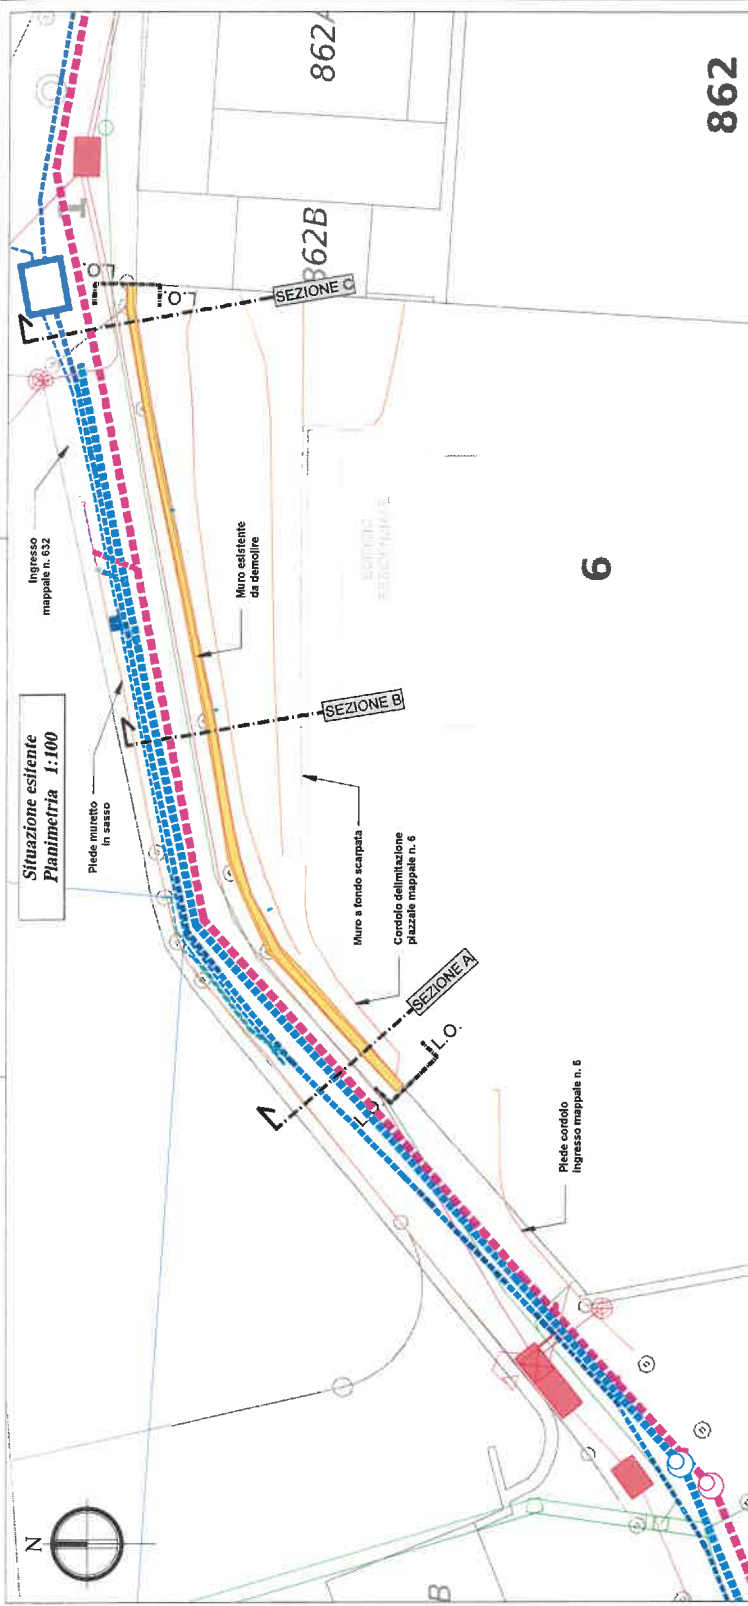 Situazione esitente
Planimetria 1:100
N
Ingresso
mappale n. 632
Piede muretto
in sasso
Muro esistente
da demolire
Muro a fondo scarpata
Cordolo delimitazione
piazzale mappale n. 6
Piede cordolo
Ingresso mappale n. 6
SEZIONE A
SEZIONE B
SEZIONE C
L.O.
L.O.
L.O.
L.O.
862A
862B
862
6
B